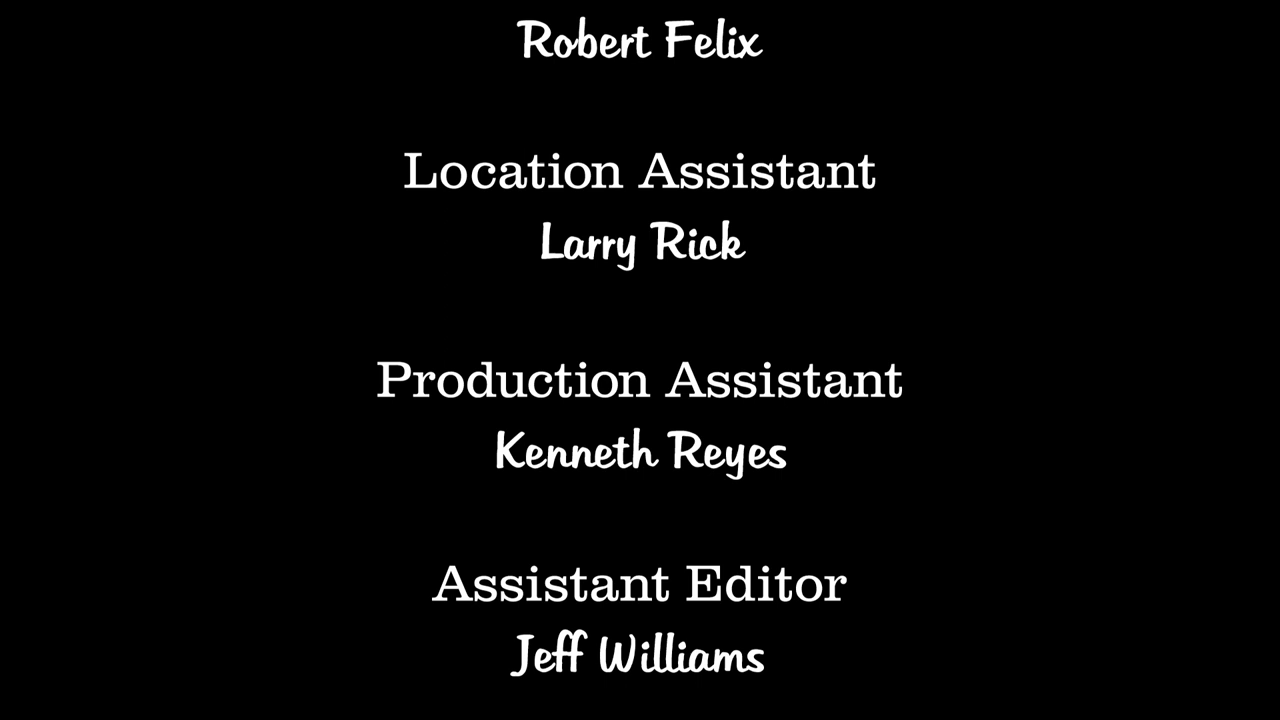 Robert Felix
Location Assistant
Larry Rick
Production Assistant
Kenneth Reyes
Assistant Editor
Jeff Williams